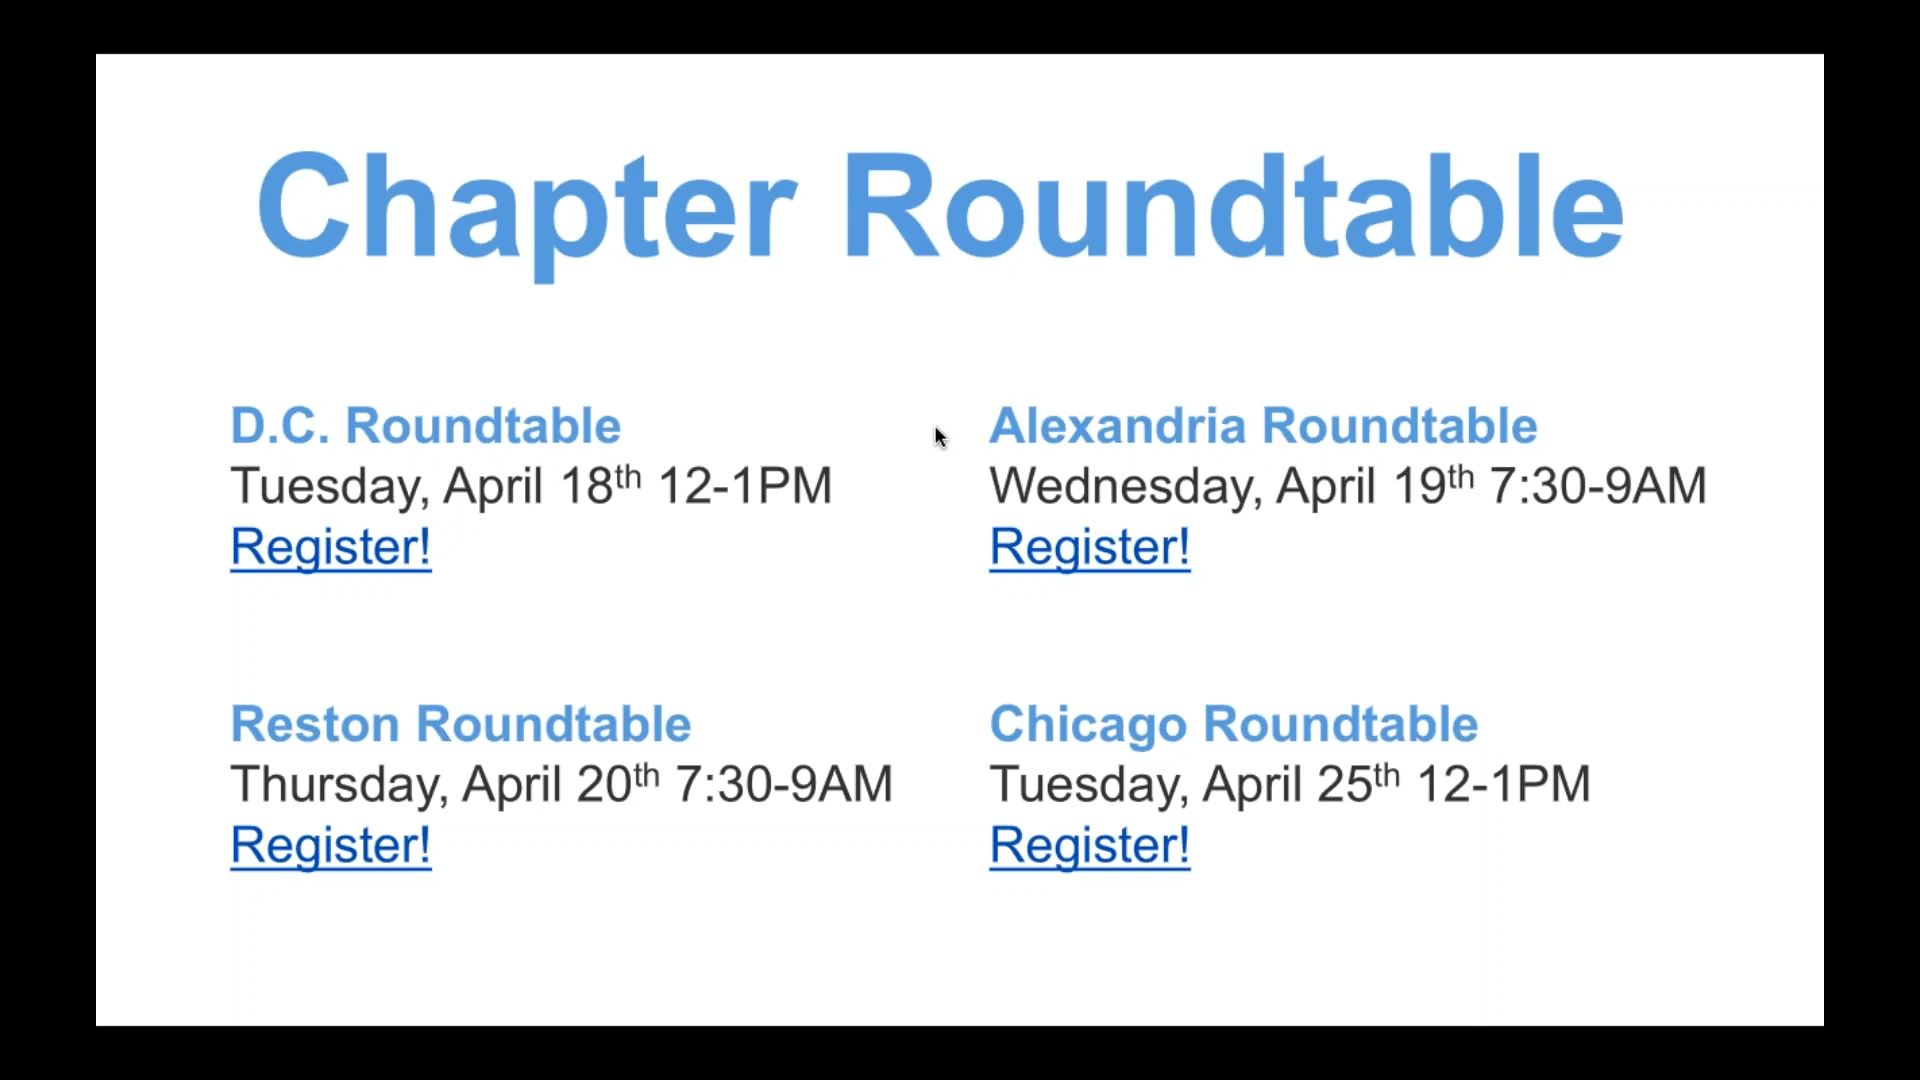 Chapter Roundtable
D.C. Roundtable
Tuesday, April 18th 12-1PM
Register!
Alexandria Roundtable
Wednesday, April 19th 7:30-9AM
Register!
Reston Roundtable
Thursday, April 20th 7:30-9AM
Register!
Chicago Roundtable
Tuesday, April 25th 12-1PM
Register!